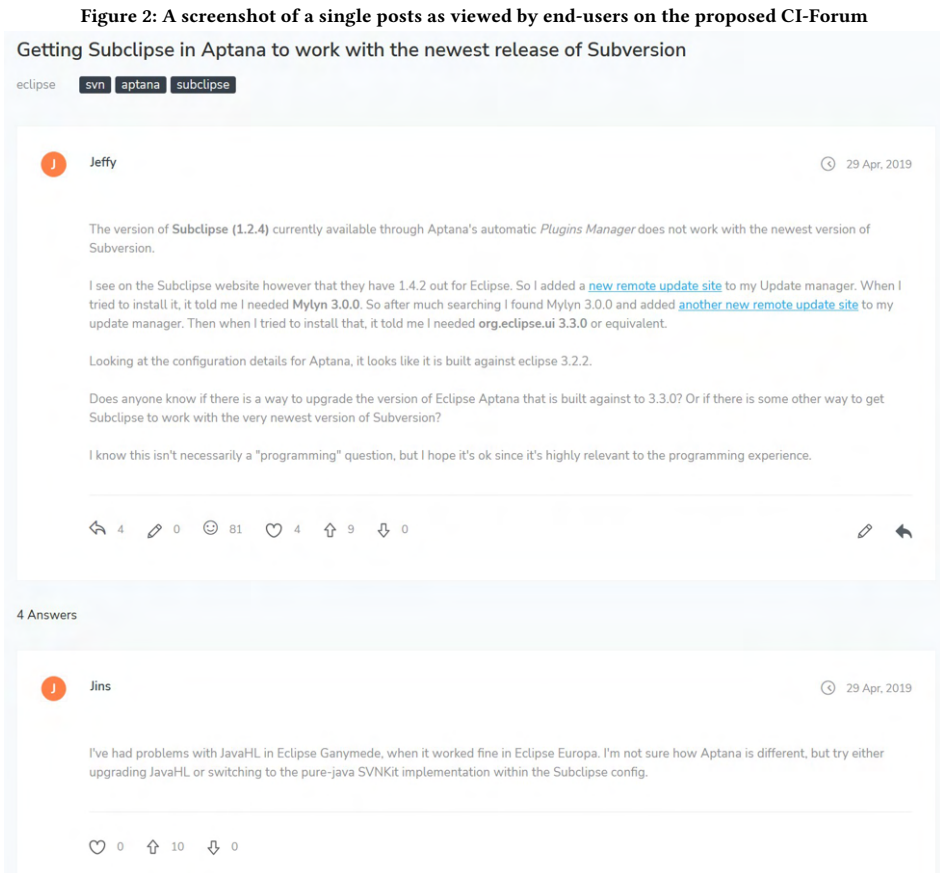 Figure 2: A screenshot of a single posts as viewed by end-users on the proposed CI-Forum
Getting Subclipse in Aptana to work with the newest release of Subversion
eclipse svn aptana subclipse
J Jeffy 29 Apr, 2019
The version of Subclipse (1.2.4) currently available through Aptana's automatic Plugins Manager does not work with the newest version of
Subversion.
I see on the Subclipse website however that they have 1.4.2 out for Eclipse. So I added a new remote update site to my Update manager. When I
tried to install it, it told me I needed Mylyn 3.0.0. So after much searching I found Mylyn 3.0.0 and added another new remote update site to my
update manager. Then when I tried to install that, it told me I needed org.eclipse.ui 3.3.0 or equivalent.
Looking at the configuration details for Aptana, it looks like it is built against eclipse 3.2.2.
Does anyone know if there is a way to upgrade the version of Eclipse Aptana that is built against to 3.3.0? Or if there is some other way to get
Subclipse to work with the very newest version of Subversion?
I know this isn't necessarily a "programming" question, but I hope it's ok since it's highly relevant to the programming experience.
4 0 81 4 9 0
4 Answers
J Jins 29 Apr, 2019
I've had problems with JavaHL in Eclipse Ganymede, when it worked fine in Eclipse Europa. I'm not sure how Aptana is different, but try either
upgrading JavaHL or switching to the pure-java SVNKit implementation within the Subclipse config.
0 10 0